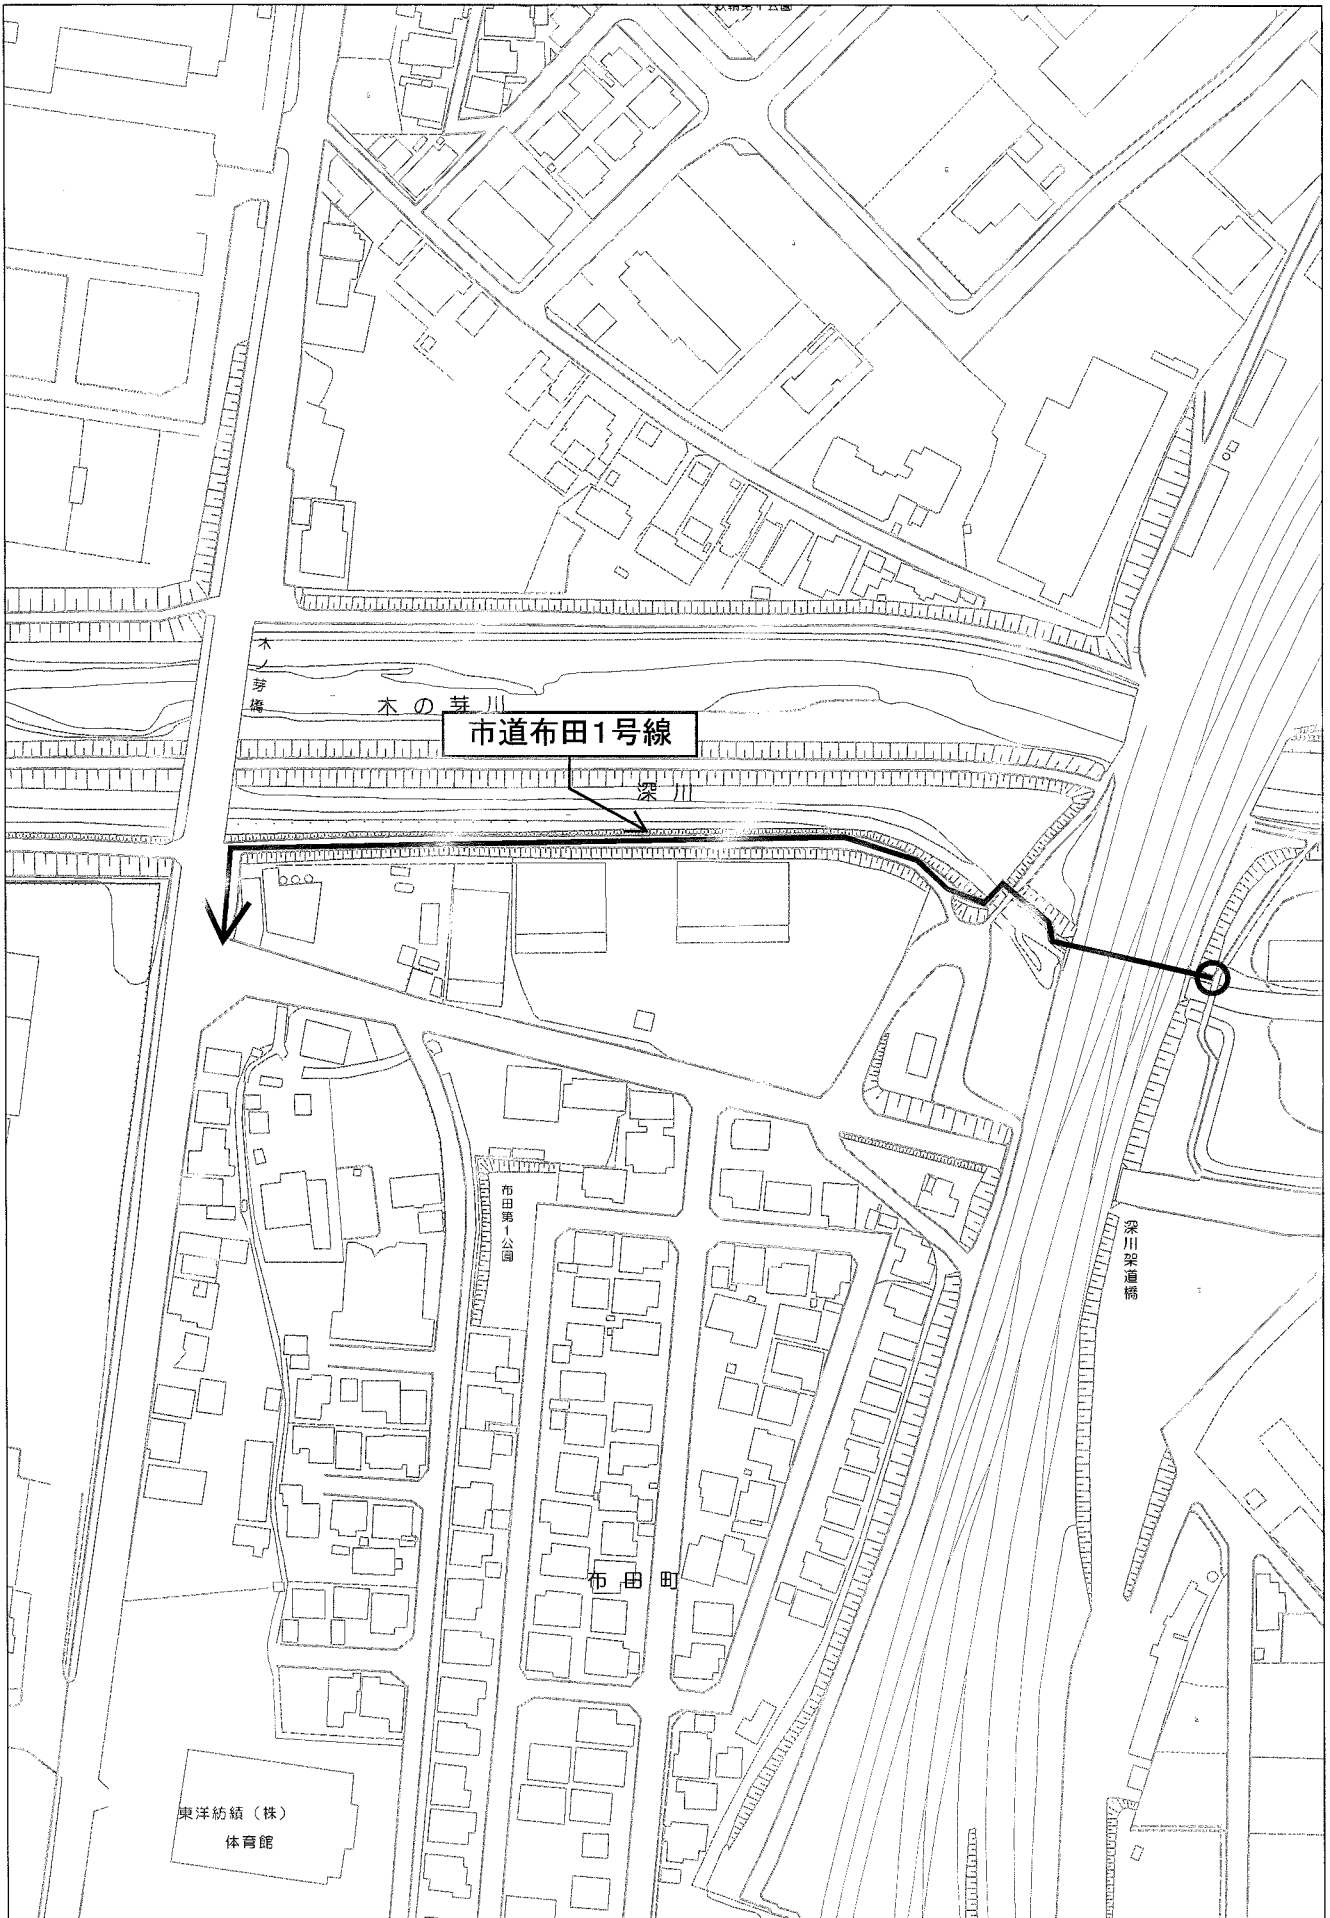 木ノ芽橋
木の芽川
市道布田1号線
深川
布田第1公園
深川架道橋
布田町
東洋紡績（株）
体育館